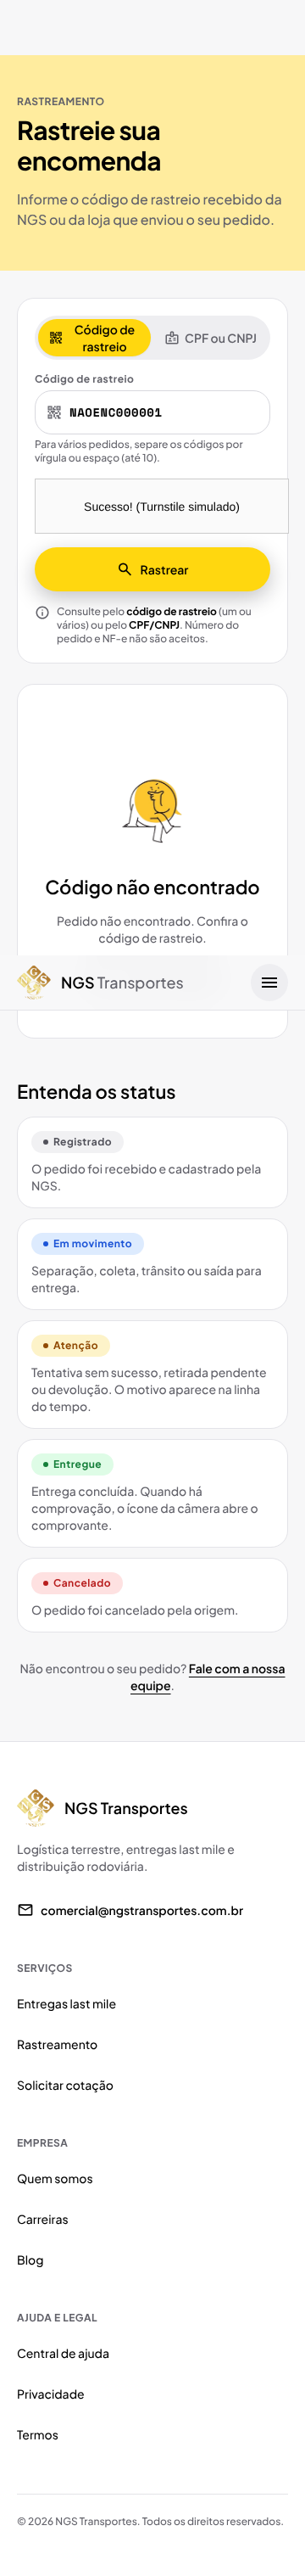 RASTREAMENTO
Rastreie sua
encomenda
Informe o código de rastreio recebido da
NGS ou da loja que enviou o seu pedido.
Código de
rastreio
CPF ou CNPJ
Código de rastreio
NAOENC000001
Para vários pedidos, separe os códigos por
vírgula ou espaço (até 10).
Sucesso! (Turnstile simulado)
Rastrear
Consulte pelo código de rastreio (um ou
vários) ou pelo CPF/CNPJ. Número do
pedido e NF-e não são aceitos.
Código não encontrado
Pedido não encontrado. Confira o
código de rastreio.
NGS Transportes
Entenda os status
Registrado
O pedido foi recebido e cadastrado pela
NGS.
Em movimento
Separação, coleta, trânsito ou saída para
entrega.
Atenção
Tentativa sem sucesso, retirada pendente
ou devolução. O motivo aparece na linha
do tempo.
Entregue
Entrega concluída. Quando há
comprovação, o ícone da câmera abre o
comprovante.
Cancelado
O pedido foi cancelado pela origem.
Não encontrou o seu pedido? Fale com a nossa
equipe.
NGS Transportes
Logística terrestre, entregas last mile e
distribuição rodoviária.
comercial@ngstransportes.com.br
SERVIÇOS
Entregas last mile
Rastreamento
Solicitar cotação
EMPRESA
Quem somos
Carreiras
Blog
AJUDA E LEGAL
Central de ajuda
Privacidade
Termos
© 2026 NGS Transportes. Todos os direitos reservados.